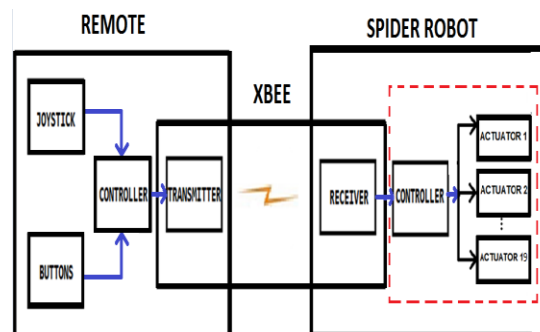 REMOTE
SPIDER ROBOT
XBEE
JOYSTICK
BUTTONS
CONTROLLER
TRANSMITTER
RECEIVER
CONTROLLER
ACTUATOR 1
ACTUATOR 2
ACTUATOR 19